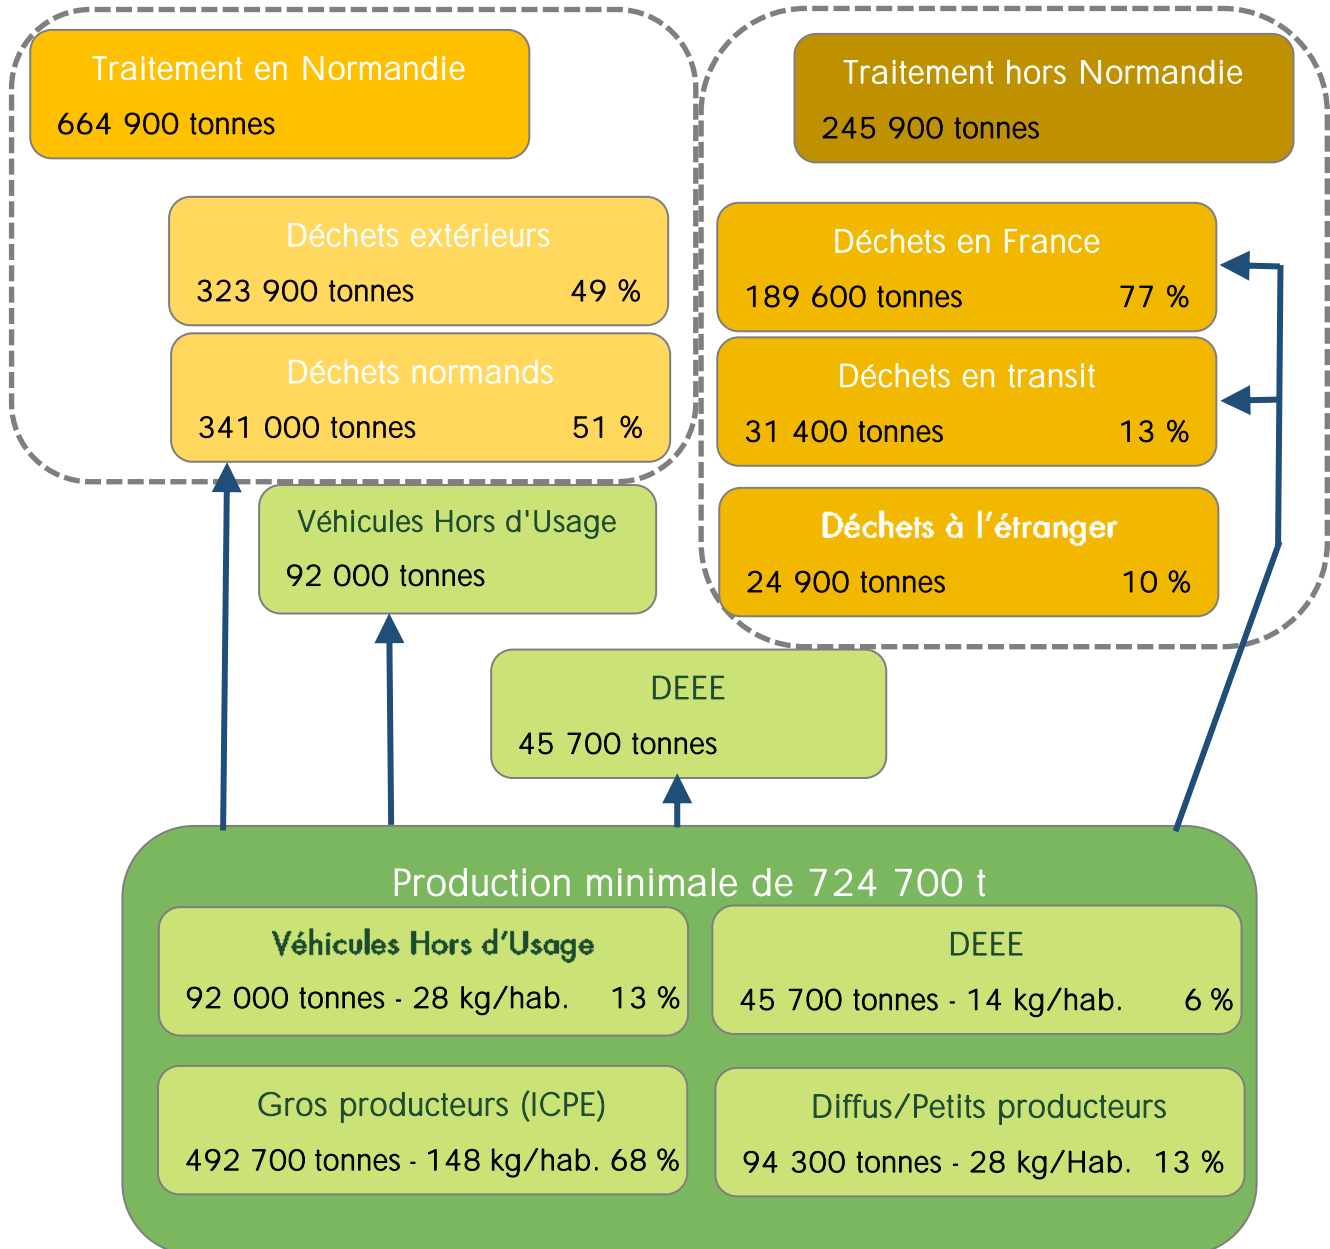 Traitement en Normandie
664 900 tonnes
Déchets extérieurs
323 900 tonnes 49 %
Déchets normands
341 000 tonnes 51 %
Traitement hors Normandie
245 900 tonnes
Déchets en France
189 600 tonnes 77 %
Déchets en transit
31 400 tonnes 13 %
Déchets à l’étranger
24 900 tonnes 10 %
Véhicules Hors d'Usage
92 000 tonnes
DEEE
45 700 tonnes
Production minimale de 724 700 t
Véhicules Hors d’Usage
92 000 tonnes - 28 kg/hab. 13 %
DEEE
45 700 tonnes - 14 kg/hab. 6 %
Gros producteurs (ICPE)
492 700 tonnes - 148 kg/hab. 68 %
Diffus/Petits producteurs
94 300 tonnes - 28 kg/Hab. 13 %